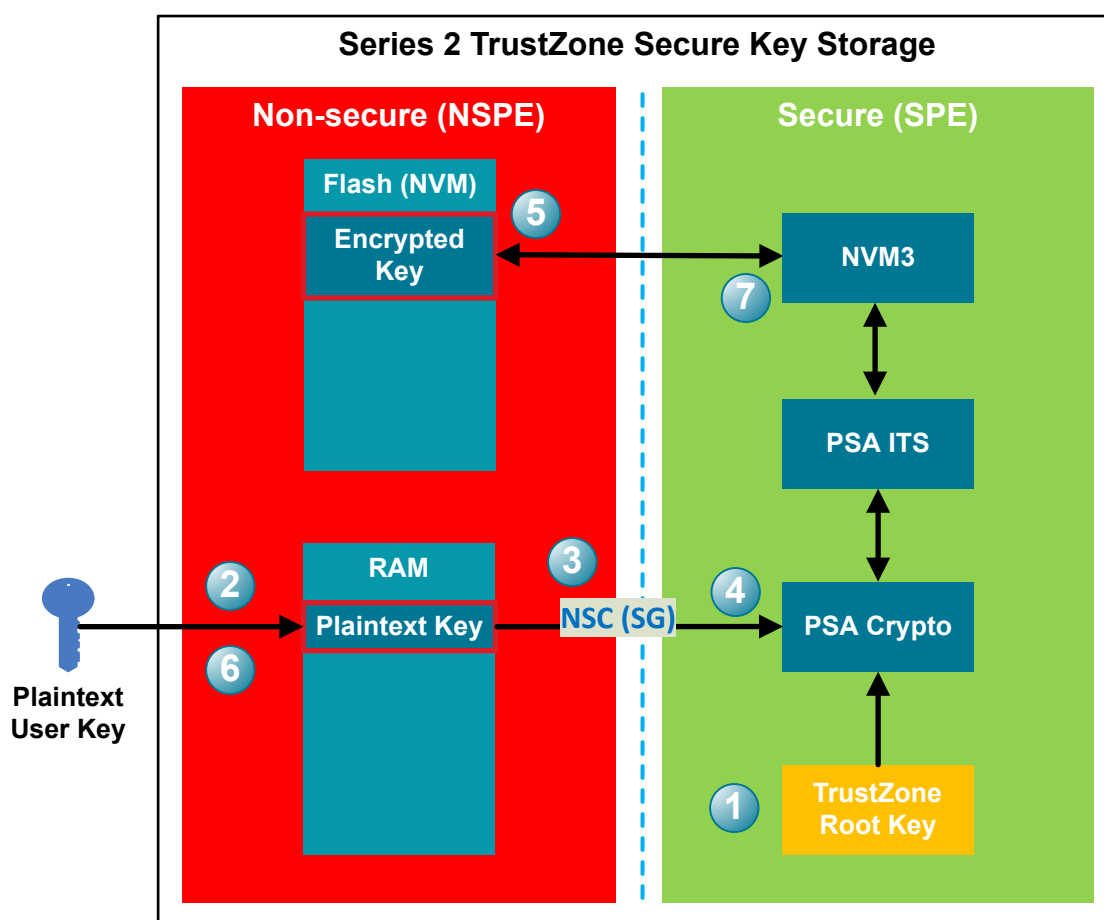 Series 2 TrustZone Secure Key Storage
Non-secure (NSPE)
Secure (SPE)
Flash (NVM)
5
Encrypted
Key
NVM3
7
PSA ITS
RAM
3
2
Plaintext Key
NSC (SG)
4
PSA Crypto
6
Plaintext
User Key
1
TrustZone
Root Key